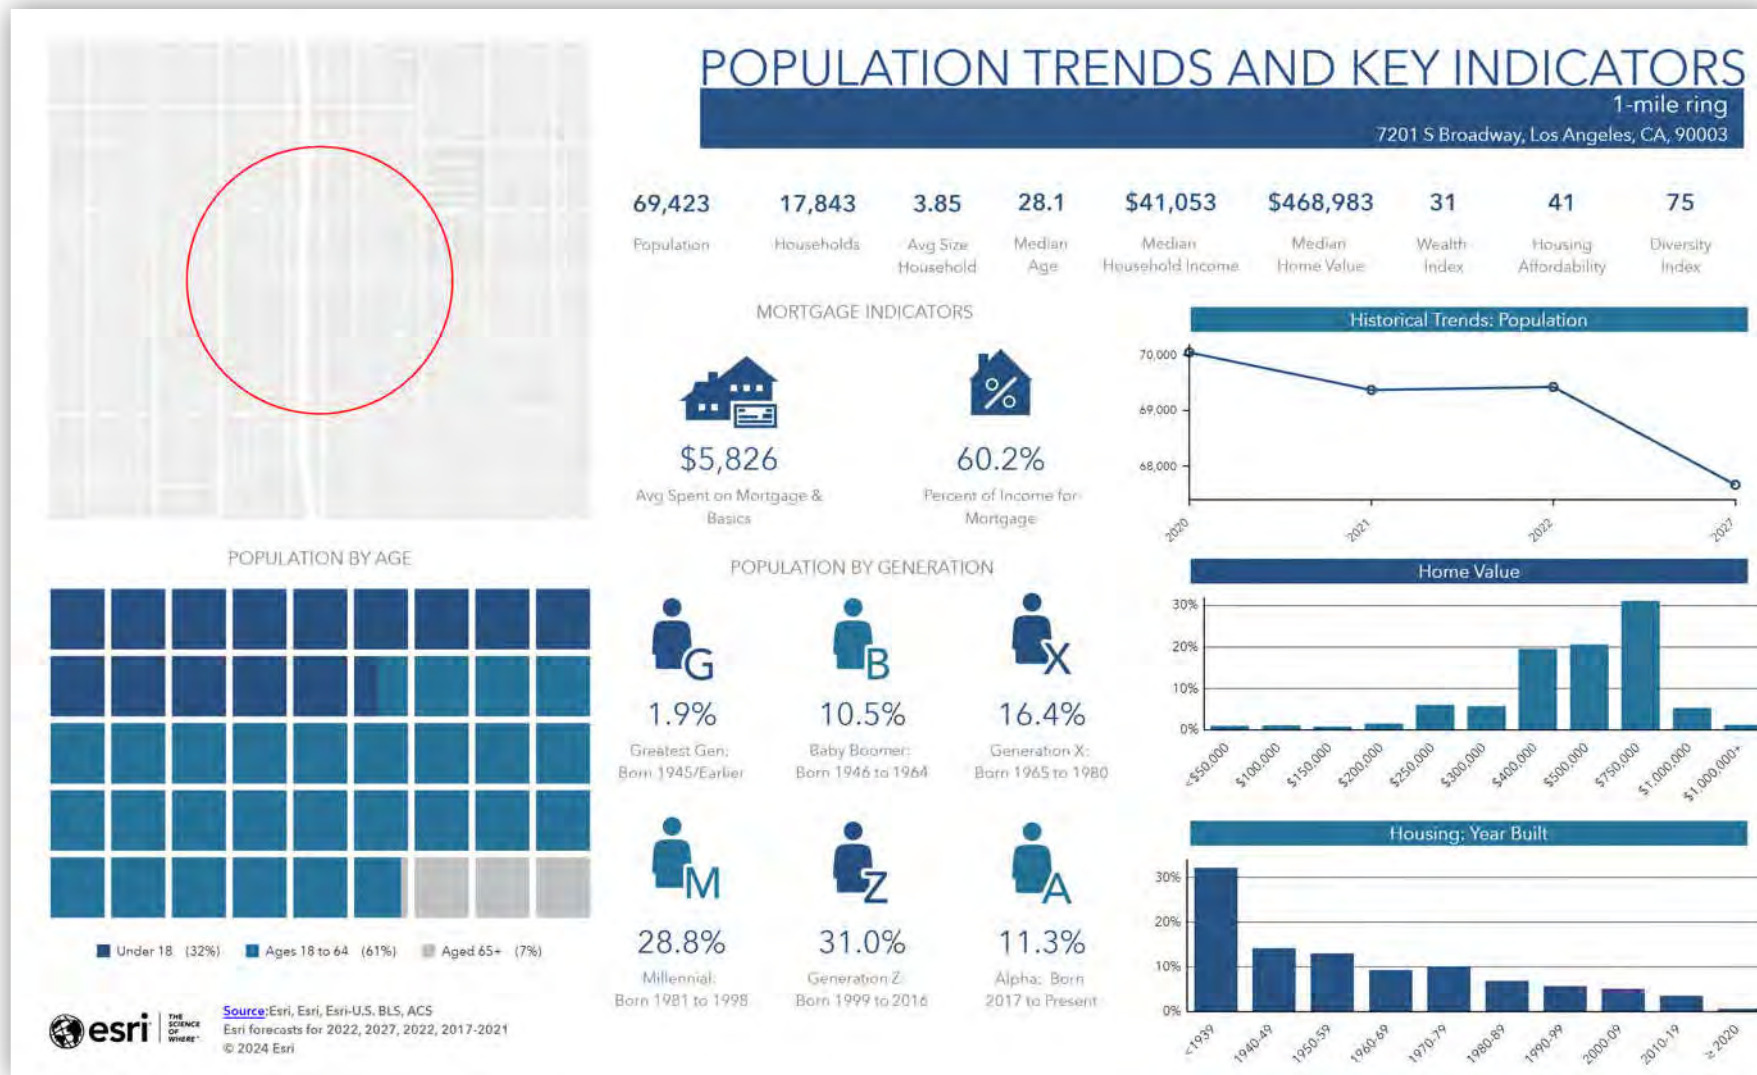 POPULATION TRENDS AND KEY INDICATORS
1-mile ring
7201 S Broadway, Los Angeles, CA, 90003
69,423
Population
17,843
Households
3.85
Avg Size
Household
28.1
Median
Age
$41,053
Median
Household Income
$468,983
Median
Home Value
31
Wealth
Index
41
Housing
Affordability
75
Diversity
Index
MORTGAGE INDICATORS
$5,826
Avg Spent on Mortgage &
Basics
%
60.2%
Percent of Income for
Mortgage
Historical Trends: Population
70,000
69,000
68,000
2020
2021
2022
2027
POPULATION BY AGE
Under 18 (32%)
Ages 18 to 64 (61%)
Aged 65+ (7%)
POPULATION BY GENERATION
G
1.9%
Greatest Gen:
Born 1945/Earlier
B
10.5%
Baby Boomer:
Born 1946 to 1964
X
16.4%
Generation X:
Born 1965 to 1980
M
28.8%
Millennial:
Born 1981 to 1998
Z
31.0%
Generation Z:
Born 1999 to 2016
A
11.3%
Alpha: Born
2017 to Present
Home Value
30%
20%
10%
0%
<$50,000
$100,000
$150,000
$200,000
$250,000
$300,000
$400,000
$500,000
$750,000
$1,000,000
$1,000,000+
Housing: Year Built
30%
20%
10%
0%
<1939
1940-49
1950-59
1960-69
1970-79
1980-89
1990-99
2000-09
2010-19
≥ 2020
esri
THE
SCIENCE
OF
WHERE™
Source:Esri, Esri, Esri-U.S. BLS, ACS
Esri forecasts for 2022, 2027, 2022, 2017-2021
© 2024 Esri